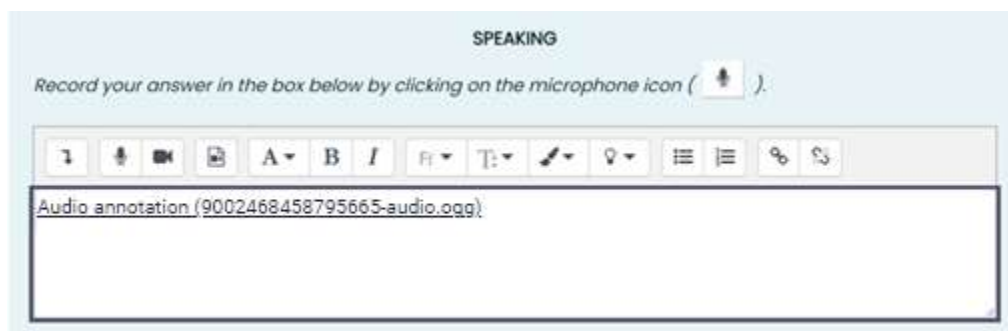 SPEAKING
Record your answer in the box below by clicking on the microphone icon ( ).
A B I Fi T:
Audio annotation (9002468458795665-audio.ogg)